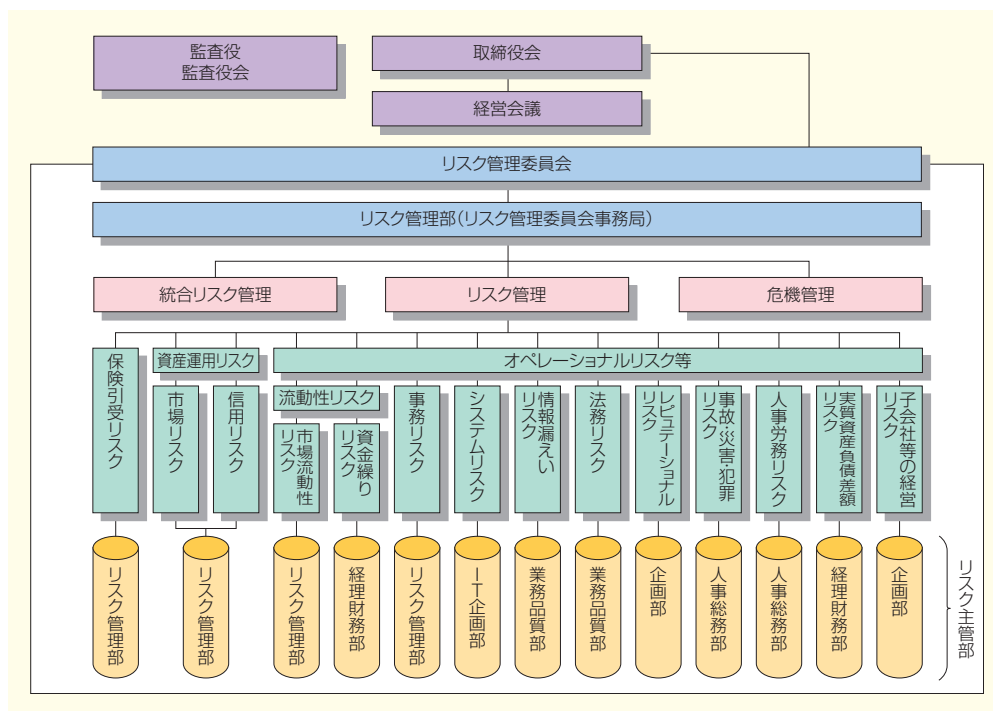 監査役
監査役会
取締役会
経営会議
リスク管理委員会
リスク管理部（リスク管理委員会事務局）
統合リスク管理
リスク管理
危機管理
保険引受リスク
資産運用リスク
オペレーショナルリスク等
市場リスク
信用リスク
流動性リスク
市場流動性
リスク
資金繰り
リスク
事務リスク
システムリスク
情報漏えい
リスク
法務リスク
レピュテーショナル
リスク
事故・災害・犯罪
リスク
人事労務リスク
実質資産負債差額
リスク
子会社等の経営
リスク
リスク管理部
リスク管理部
リスク管理部
経理財務部
リスク管理部
IT企画部
業務品質部
業務品質部
企画部
人事総務部
人事総務部
経理財務部
企画部
リスク主管部